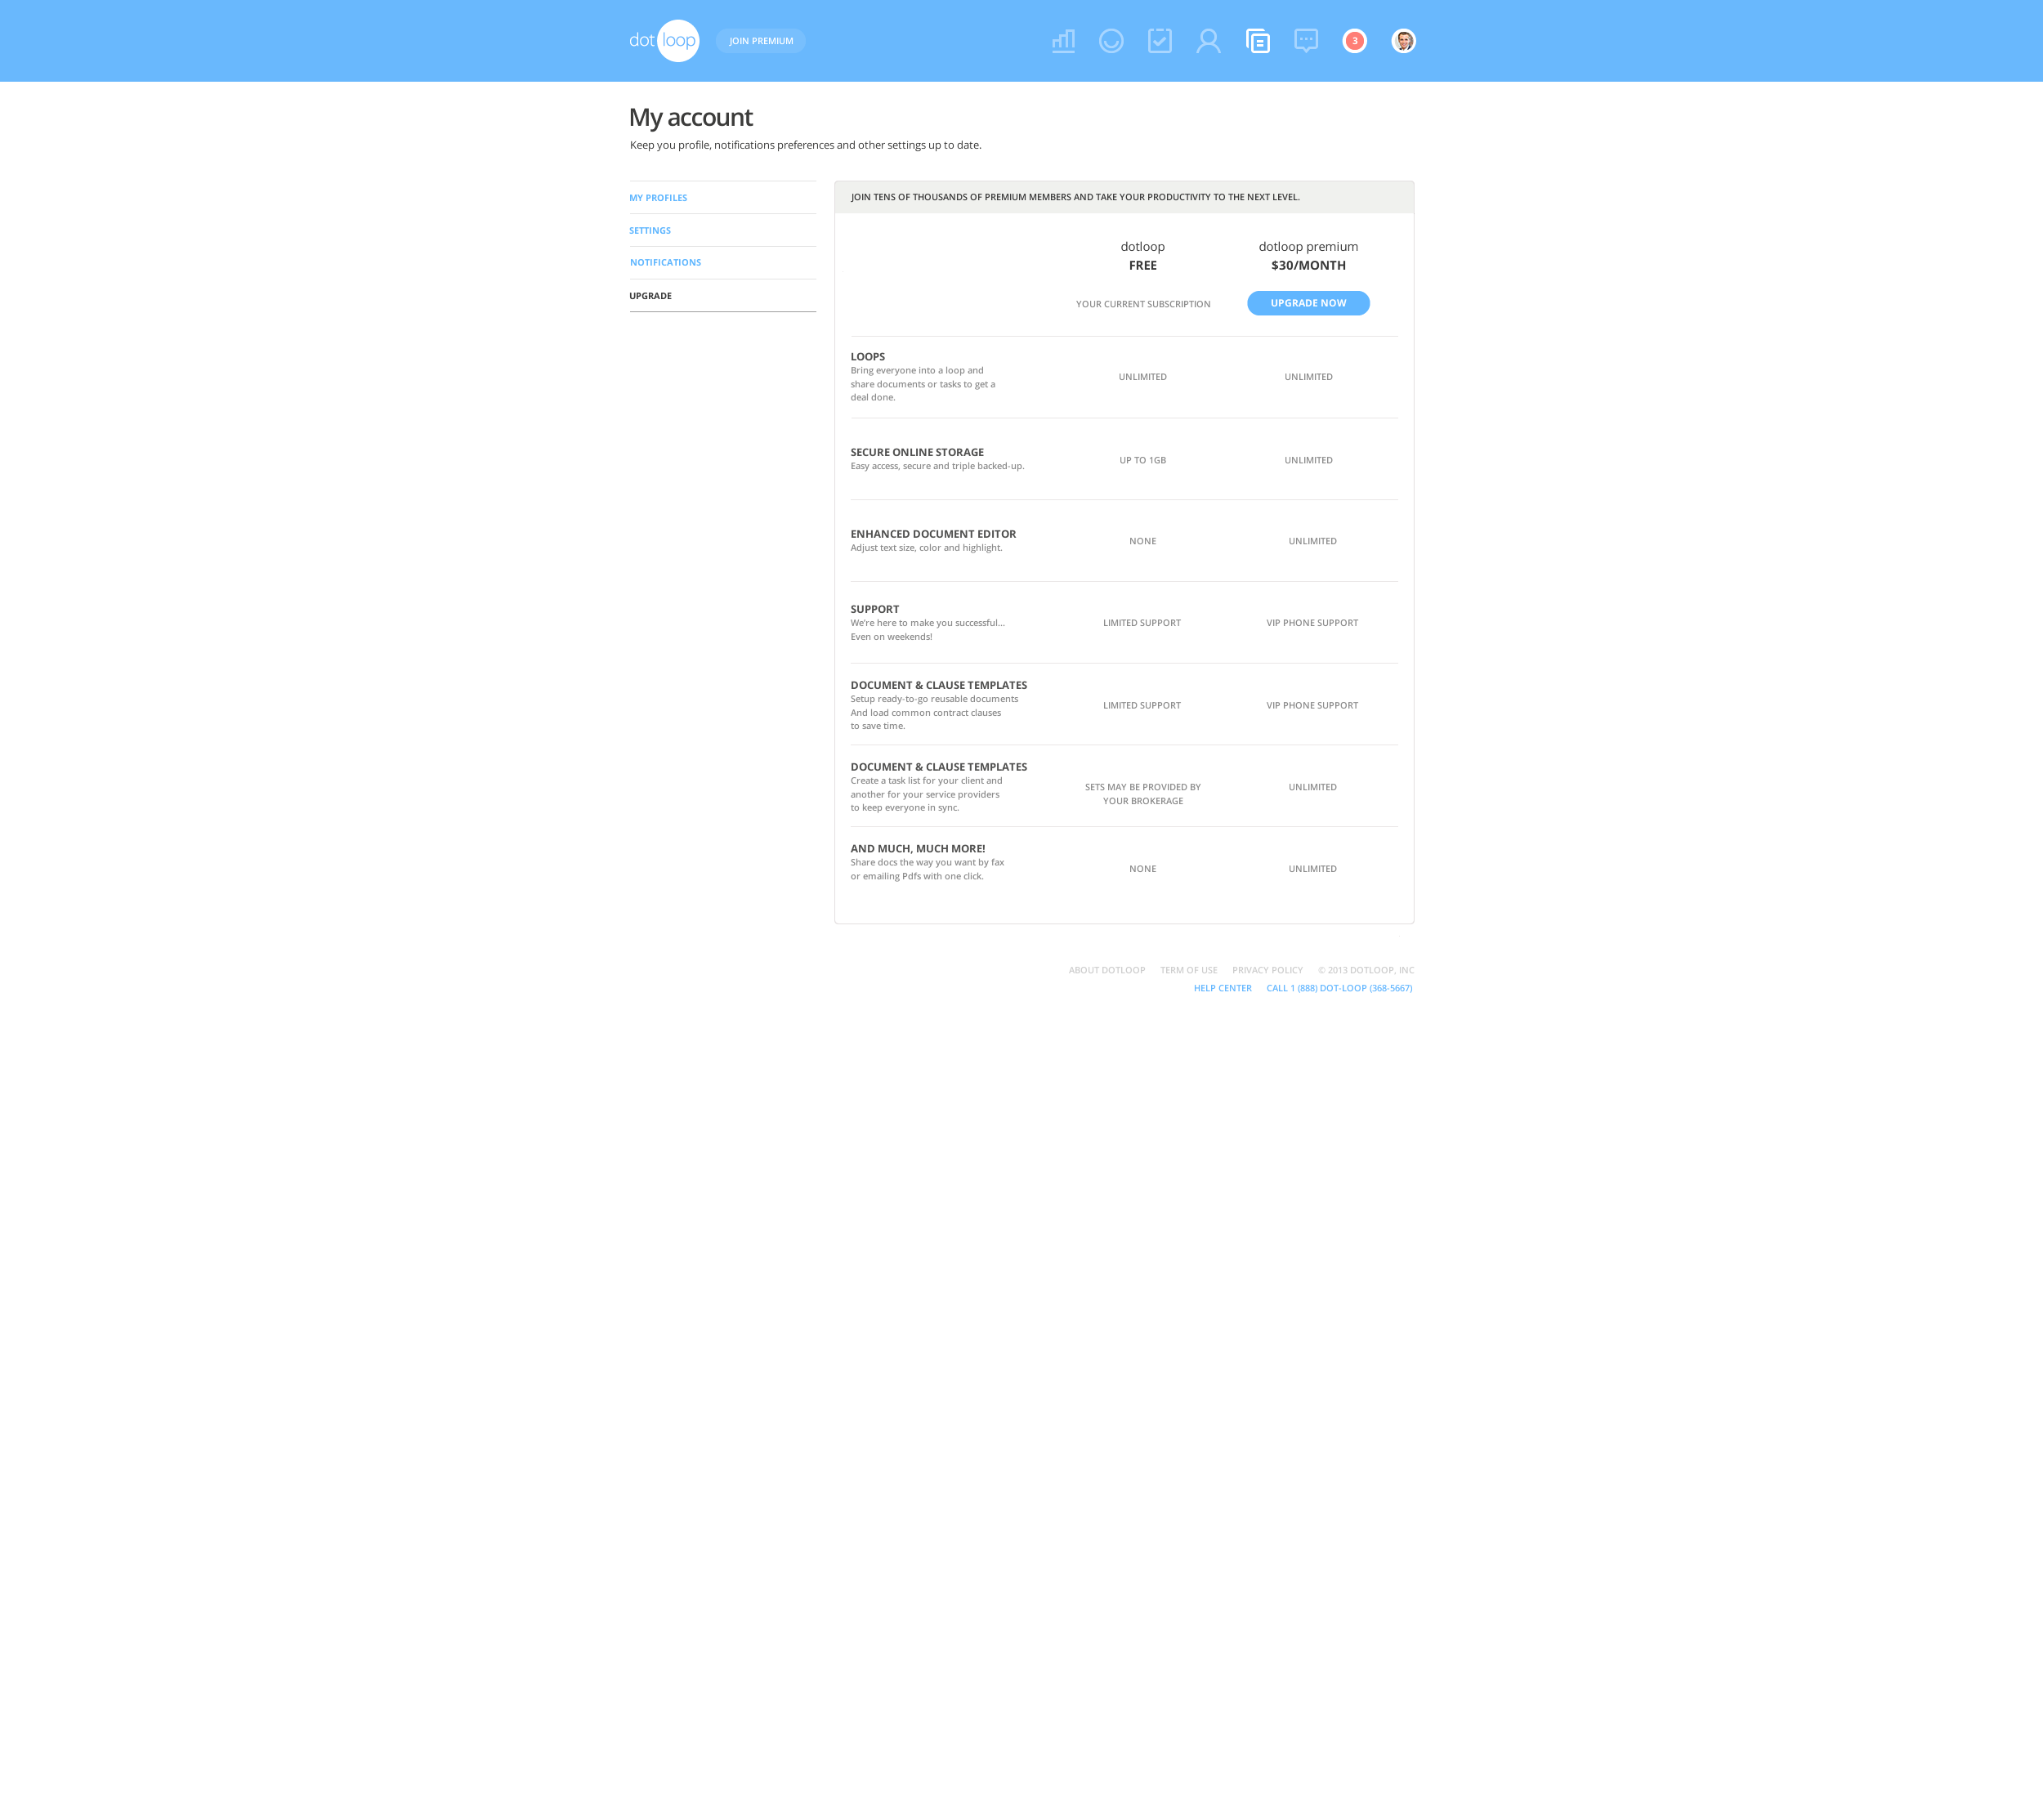 dot loop
JOIN PREMIUM
3
My account
Keep you profile, notifications preferences and other settings up to date.
MY PROFILES
SETTINGS
NOTIFICATIONS
UPGRADE
JOIN TENS OF THOUSANDS OF PREMIUM MEMBERS AND TAKE YOUR PRODUCTIVITY TO THE NEXT LEVEL.
dotloop
FREE
dotloop premium
$30/MONTH
YOUR CURRENT SUBSCRIPTION
UPGRADE NOW
LOOPS
Bring everyone into a loop and
share documents or tasks to get a
deal done.
UNLIMITED
UNLIMITED
SECURE ONLINE STORAGE
Easy access, secure and triple backed-up.
UP TO 1GB
UNLIMITED
ENHANCED DOCUMENT EDITOR
Adjust text size, color and highlight.
NONE
UNLIMITED
SUPPORT
We're here to make you successful...
Even on weekends!
LIMITED SUPPORT
VIP PHONE SUPPORT
DOCUMENT & CLAUSE TEMPLATES
Setup ready-to-go reusable documents
And load common contract clauses
to save time.
LIMITED SUPPORT
VIP PHONE SUPPORT
DOCUMENT & CLAUSE TEMPLATES
Create a task list for your client and
another for your service providers
to keep everyone in sync.
SETS MAY BE PROVIDED BY
YOUR BROKERAGE
UNLIMITED
AND MUCH, MUCH MORE!
Share docs the way you want by fax
or emailing Pdfs with one click.
NONE
UNLIMITED
ABOUT DOTLOOP TERM OF USE PRIVACY POLICY © 2013 DOTLOOP, INC
HELP CENTER CALL 1 (888) DOT-LOOP (368-5667)